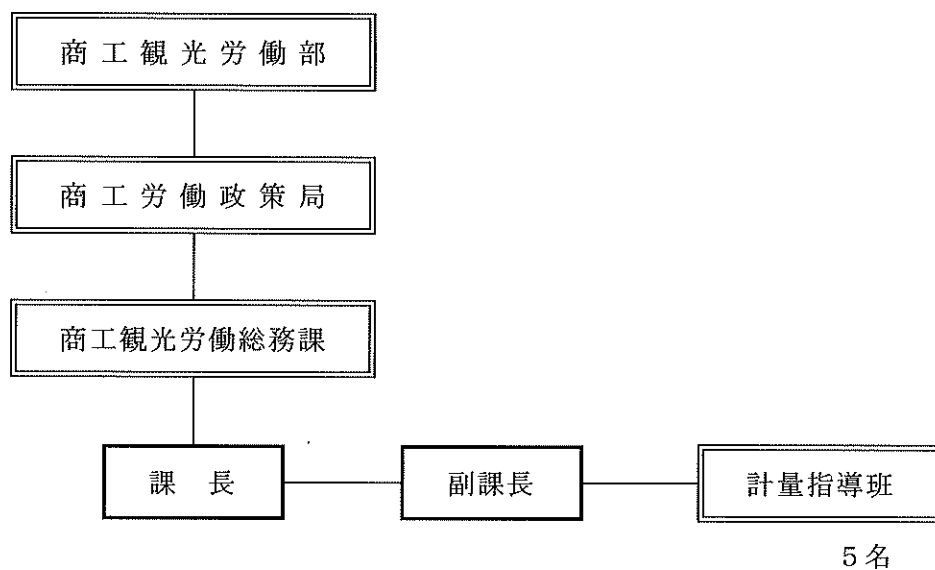 商工観光労働部
商工労働政策局
商工観光労働総務課
課長
副課長
計量指導班
5名